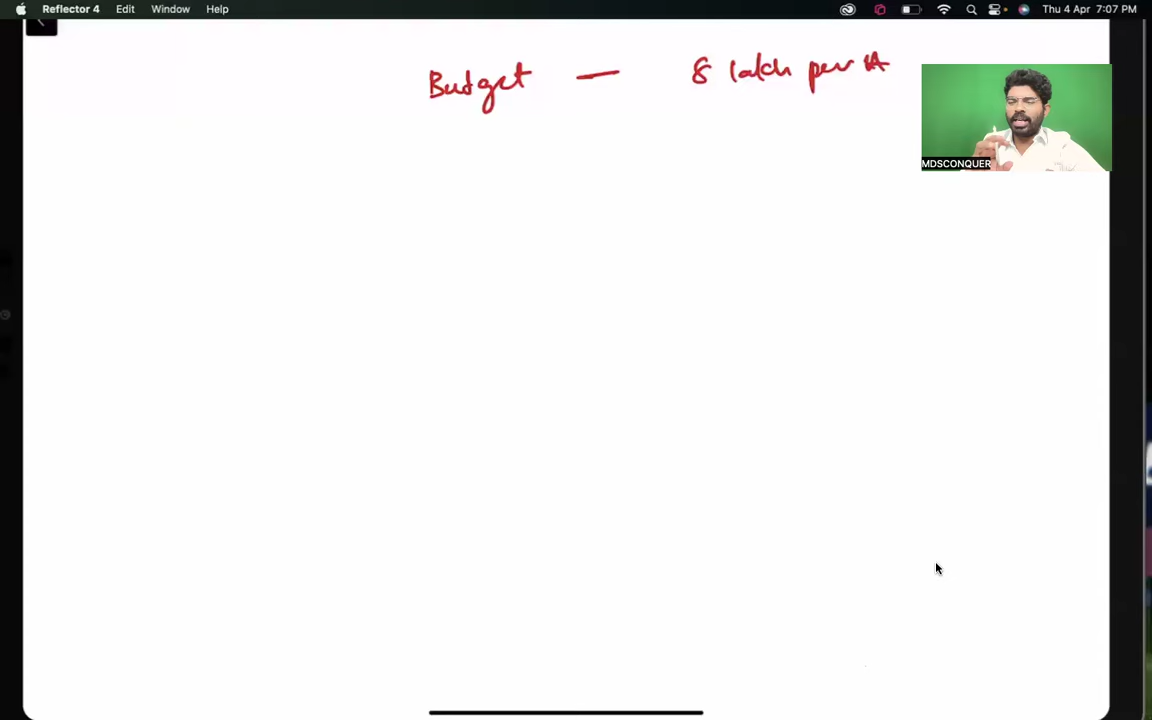 Reflector 4 Edit Window Help Thu 4 Apr 7:07 PM
Budget — 8 lakh per A
MDSCONQUER